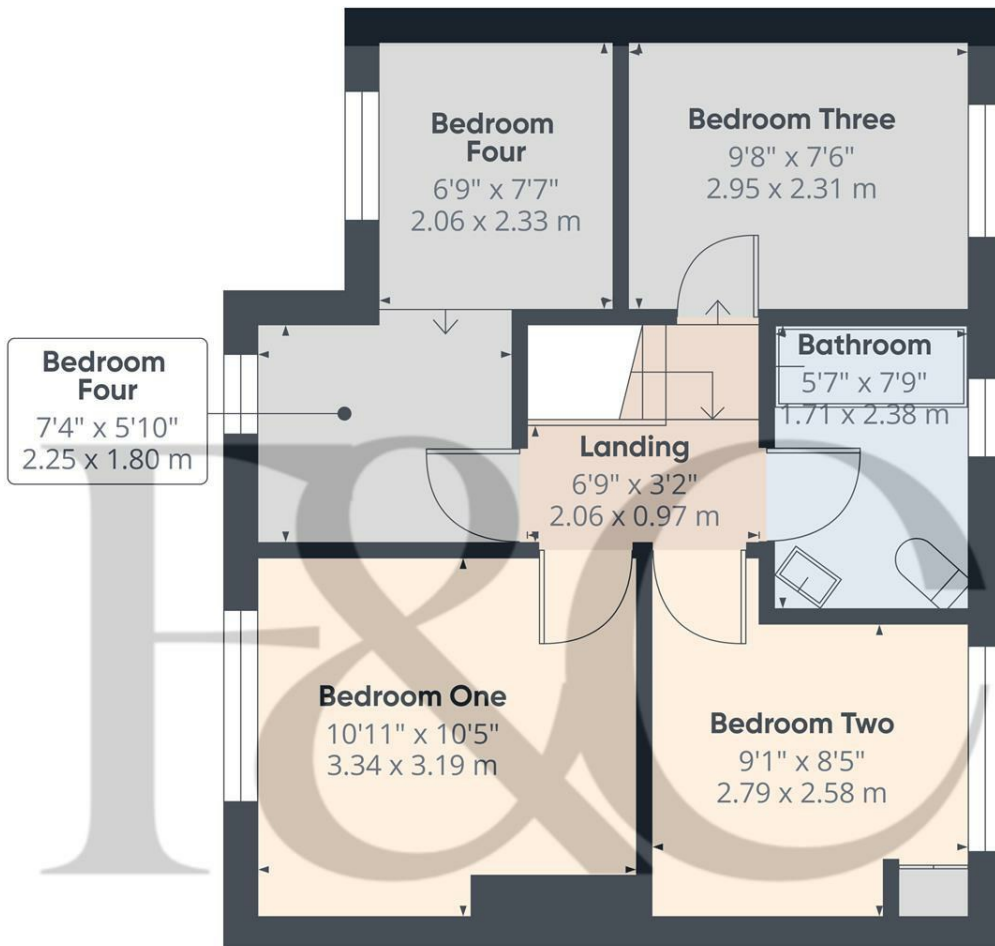 Bedroom
Four
6'9" x 7'7"
2.06 x 2.33 m
Bedroom Three
9'8" x 7'6"
2.95 x 2.31 m
Bedroom
Four
7'4" x 5'10"
2.25 x 1.80 m
Bathroom
5'7" x 7'9"
1.71 x 2.38 m
Landing
6'9" x 3'2"
2.06 x 0.97 m
Bedroom One
10'11" x 10'5"
3.34 x 3.19 m
Bedroom Two
9'1" x 8'5"
2.79 x 2.58 m
F&C